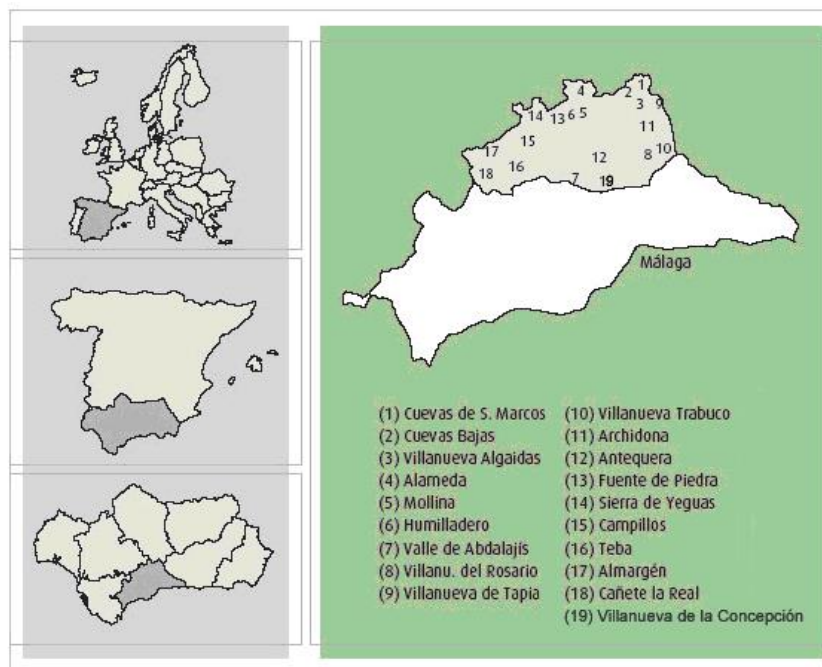 1
4
2
3
9
14
13
6
5
11
15
17
12
8
10
16
18
7
19
Málaga
(1) Cuevas de S. Marcos
(2) Cuevas Bajas
(3) Villanueva Algaidas
(4) Alameda
(5) Mollina
(6) Humilladero
(7) Valle de Abdalajís
(8) Villanu. del Rosario
(9) Villanueva de Tapia
(10) Villanueva Trabuco
(11) Archidona
(12) Antequera
(13) Fuente de Piedra
(14) Sierra de Yeguas
(15) Campillos
(16) Teba
(17) Almargén
(18) Cañete la Real
(19) Villanueva de la Concepción